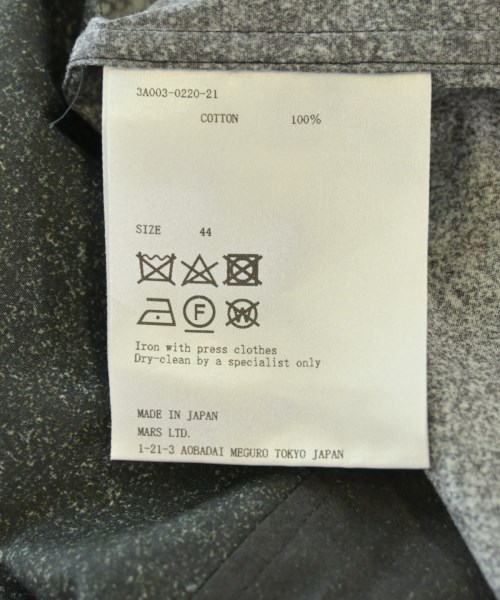 3A003-0220-21
COTTON 100%
SIZE 44
F
W
Iron with press clothes
Dry-clean by a specialist only
MADE IN JAPAN
MARS LTD.
1-21-3 AOBADAI MEGURO TOKYO JAPAN